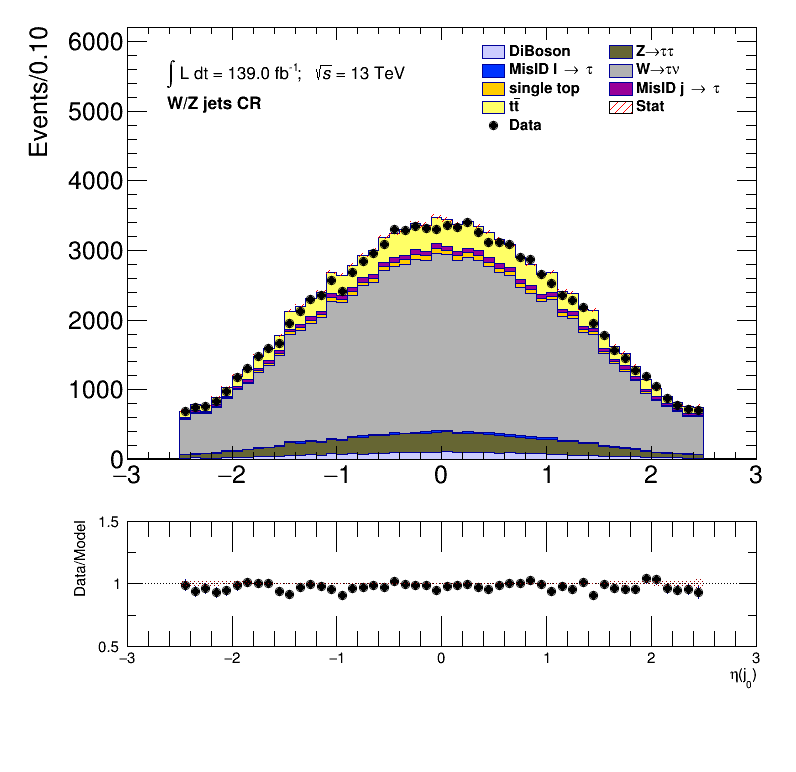 Events/0.10
6000
5000
4000
3000
2000
1000
0
∫ L dt = 139.0 fb⁻¹; √s = 13 TeV
W/Z jets CR
DiBoson
MisID l → τ
single top
tt̄
Data
Z→ττ
W→τν
MisID j → τ
Stat
−3 −2 −1 0 1 2 3
Data/Model
1.5
1
0.5
−3 −2 −1 0 1 2 3
η(j₀)